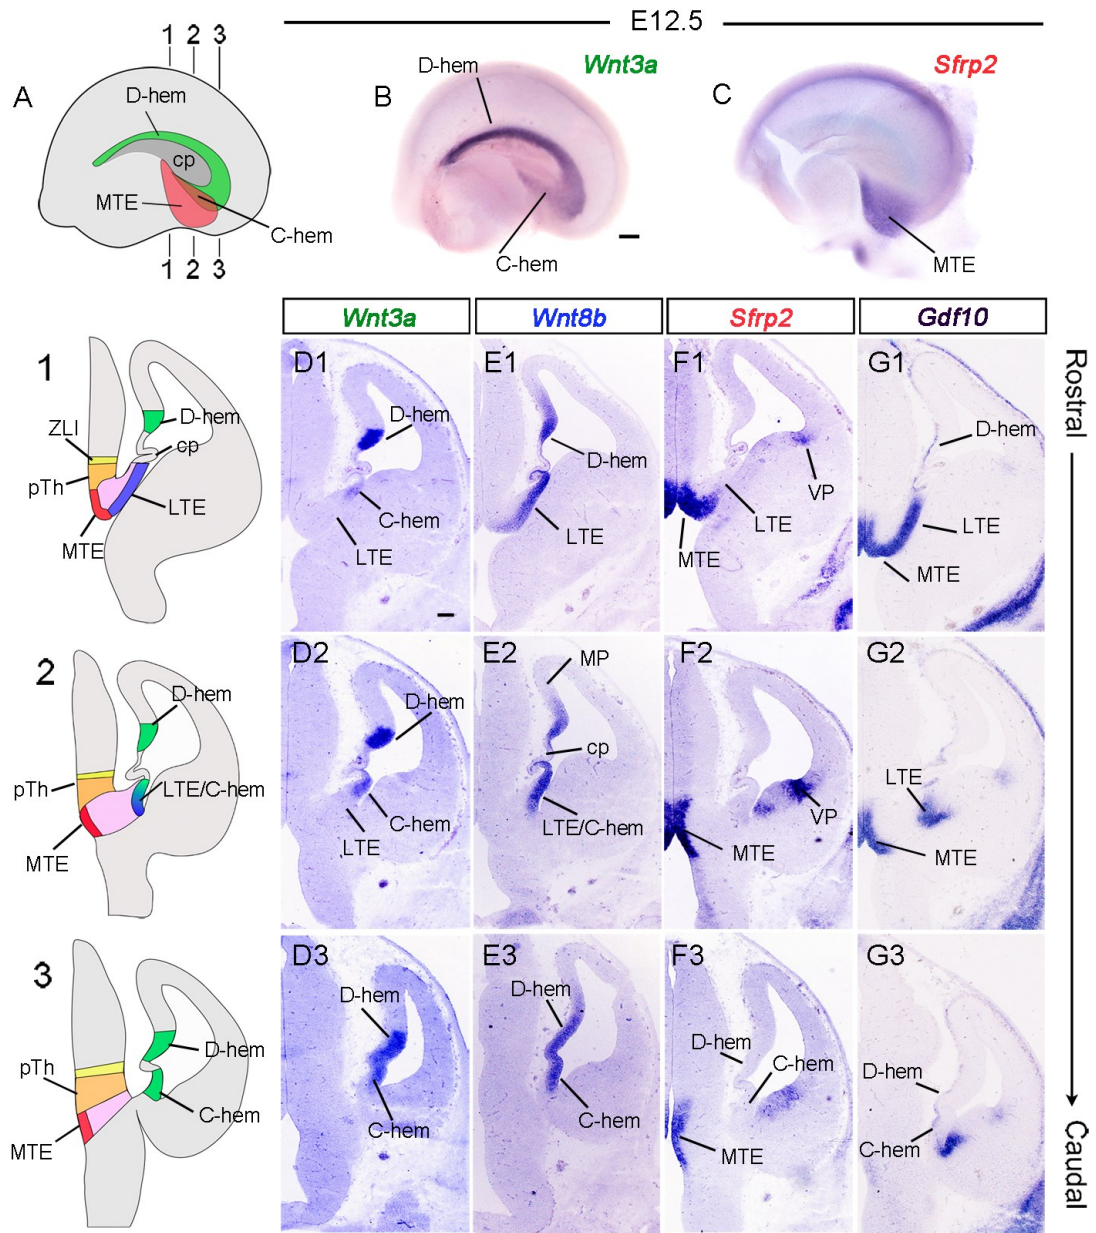 E12.5
1 2 3
A
D-hem
cp
MTE
C-hem
1 2 3
D-hem
Wnt3a
B
C-hem
Sfrp2
C
MTE
Wnt3a
Wnt8b
Sfrp2
Gdf10
Rostral
Caudal
1
ZLI
D-hem
cp
pTh
LTE
MTE
D1
D-hem
C-hem
LTE
E1
D-hem
LTE
F1
VP
LTE
MTE
G1
D-hem
LTE
MTE
2
D-hem
pTh
LTE/C-hem
MTE
D2
D-hem
C-hem
LTE
E2
MP
cp
LTE/C-hem
F2
VP
MTE
G2
LTE
MTE
3
pTh
D-hem
C-hem
MTE
D3
D-hem
C-hem
E3
D-hem
C-hem
F3
D-hem
C-hem
MTE
G3
D-hem
C-hem